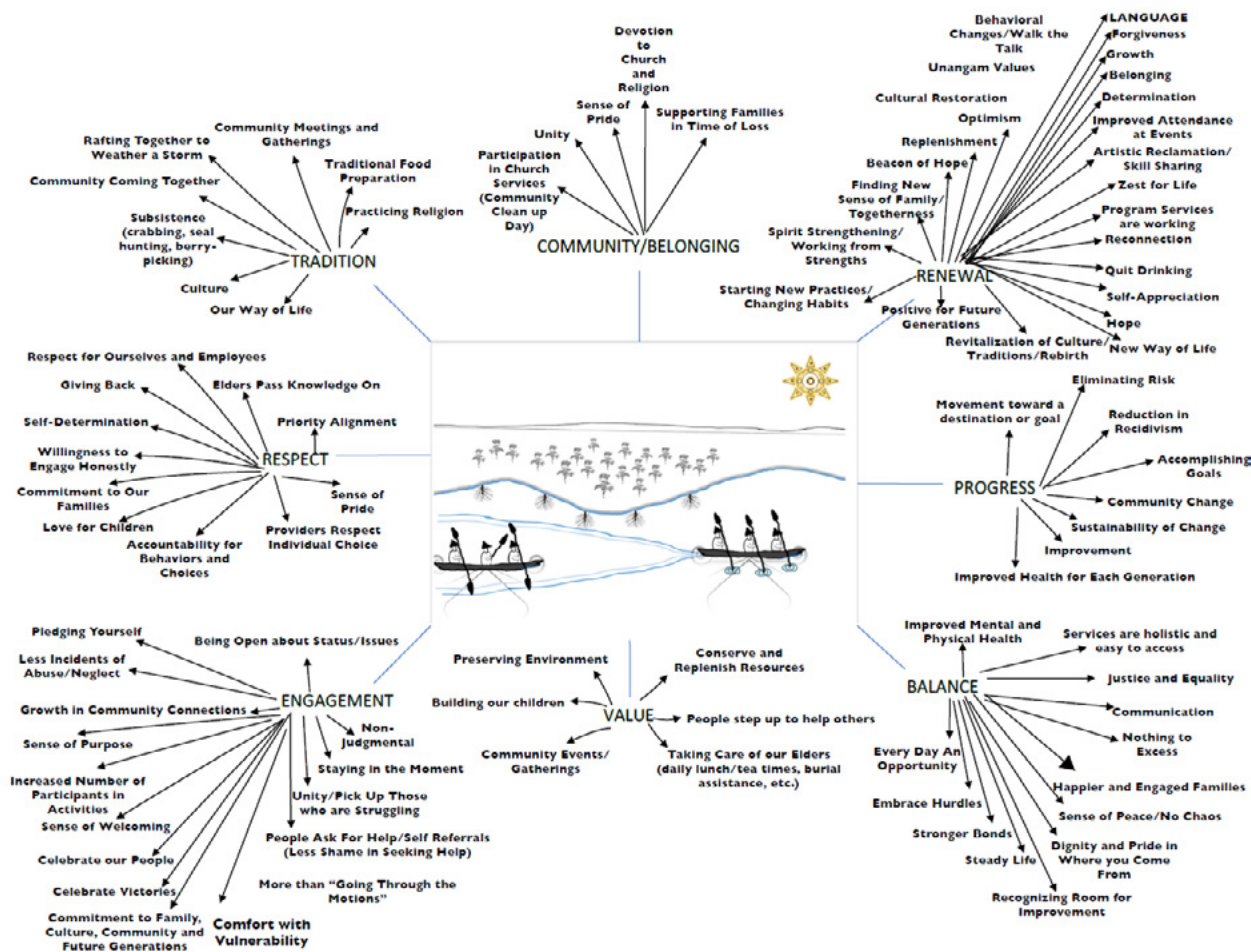 Rafting Together to
Weather a Storm
Community Meetings and
Gatherings
Traditional Food
Preparation
Community Coming Together
Practicing Religion
Subsistence
(crabbing, seal
hunting, berry-
picking)
TRADITION
Culture
Our Way of Life
Devotion
to
Church
and
Religion
Sense of
Pride
Supporting Families
in Time of Loss
Unity
Participation
in Church
Services
(Community
Clean up
Day)
COMMUNITY/BELONGING
Behavioral
Changes/Walk the
Talk
Unangam Values
Cultural Restoration
Optimism
Replenishment
Beacon of Hope
Finding New
Sense of Family/
Togetherness
Spirit Strengthening/
Working from
Strengths
RENEWAL
Starting New Practices/
Changing Habits
Positive for Future
Generations
Revitalization of Culture/
Traditions/Rebirth
LANGUAGE
Forgiveness
Growth
Belonging
Determination
Improved Attendance
at Events
Artistic Reclamation/
Skill Sharing
Zest for Life
Program Services
are working
Reconnection
Quit Drinking
Self-Appreciation
Hope
New Way of Life
Respect for Ourselves and Employees
Giving Back
Elders Pass Knowledge On
Self-Determination
Priority Alignment
Willingness to
Engage Honestly
RESPECT
Commitment to Our
Families
Sense of
Pride
Love for Children
Accountability for
Behaviors and
Choices
Providers Respect
Individual Choice
Eliminating Risk
Movement toward a
destination or goal
Reduction in
Recidivism
Accomplishing
Goals
PROGRESS
Community Change
Sustainability of Change
Improvement
Improved Health for Each Generation
Pledging Yourself
Being Open about Status/Issues
Less Incidents of
Abuse/Neglect
ENGAGEMENT
Growth in Community Connections
Non-
Judgmental
Sense of Purpose
Staying in the Moment
Increased Number of
Participants in
Activities
Unity/Pick Up Those
who are Struggling
Sense of Welcoming
People Ask For Help/Self Referrals
(Less Shame in Seeking Help)
Celebrate our People
More than “Going Through the
Motions”
Celebrate Victories
Commitment to Family,
Culture, Community and
Future Generations
Comfort with
Vulnerability
Preserving Environment
Conserve and
Replenish Resources
Building our children
VALUE
People step up to help others
Community Events/
Gatherings
Taking Care of our Elders
(daily lunch/tea times, burial
assistance, etc.)
Improved Mental and
Physical Health
Services are holistic and
easy to access
BALANCE
Justice and Equality
Communication
Nothing to
Excess
Every Day An
Opportunity
Happier and Engaged Families
Embrace Hurdles
Sense of Peace/No Chaos
Stronger Bonds
Dignity and Pride in
Where you Come
From
Steady Life
Recognizing Room for
Improvement